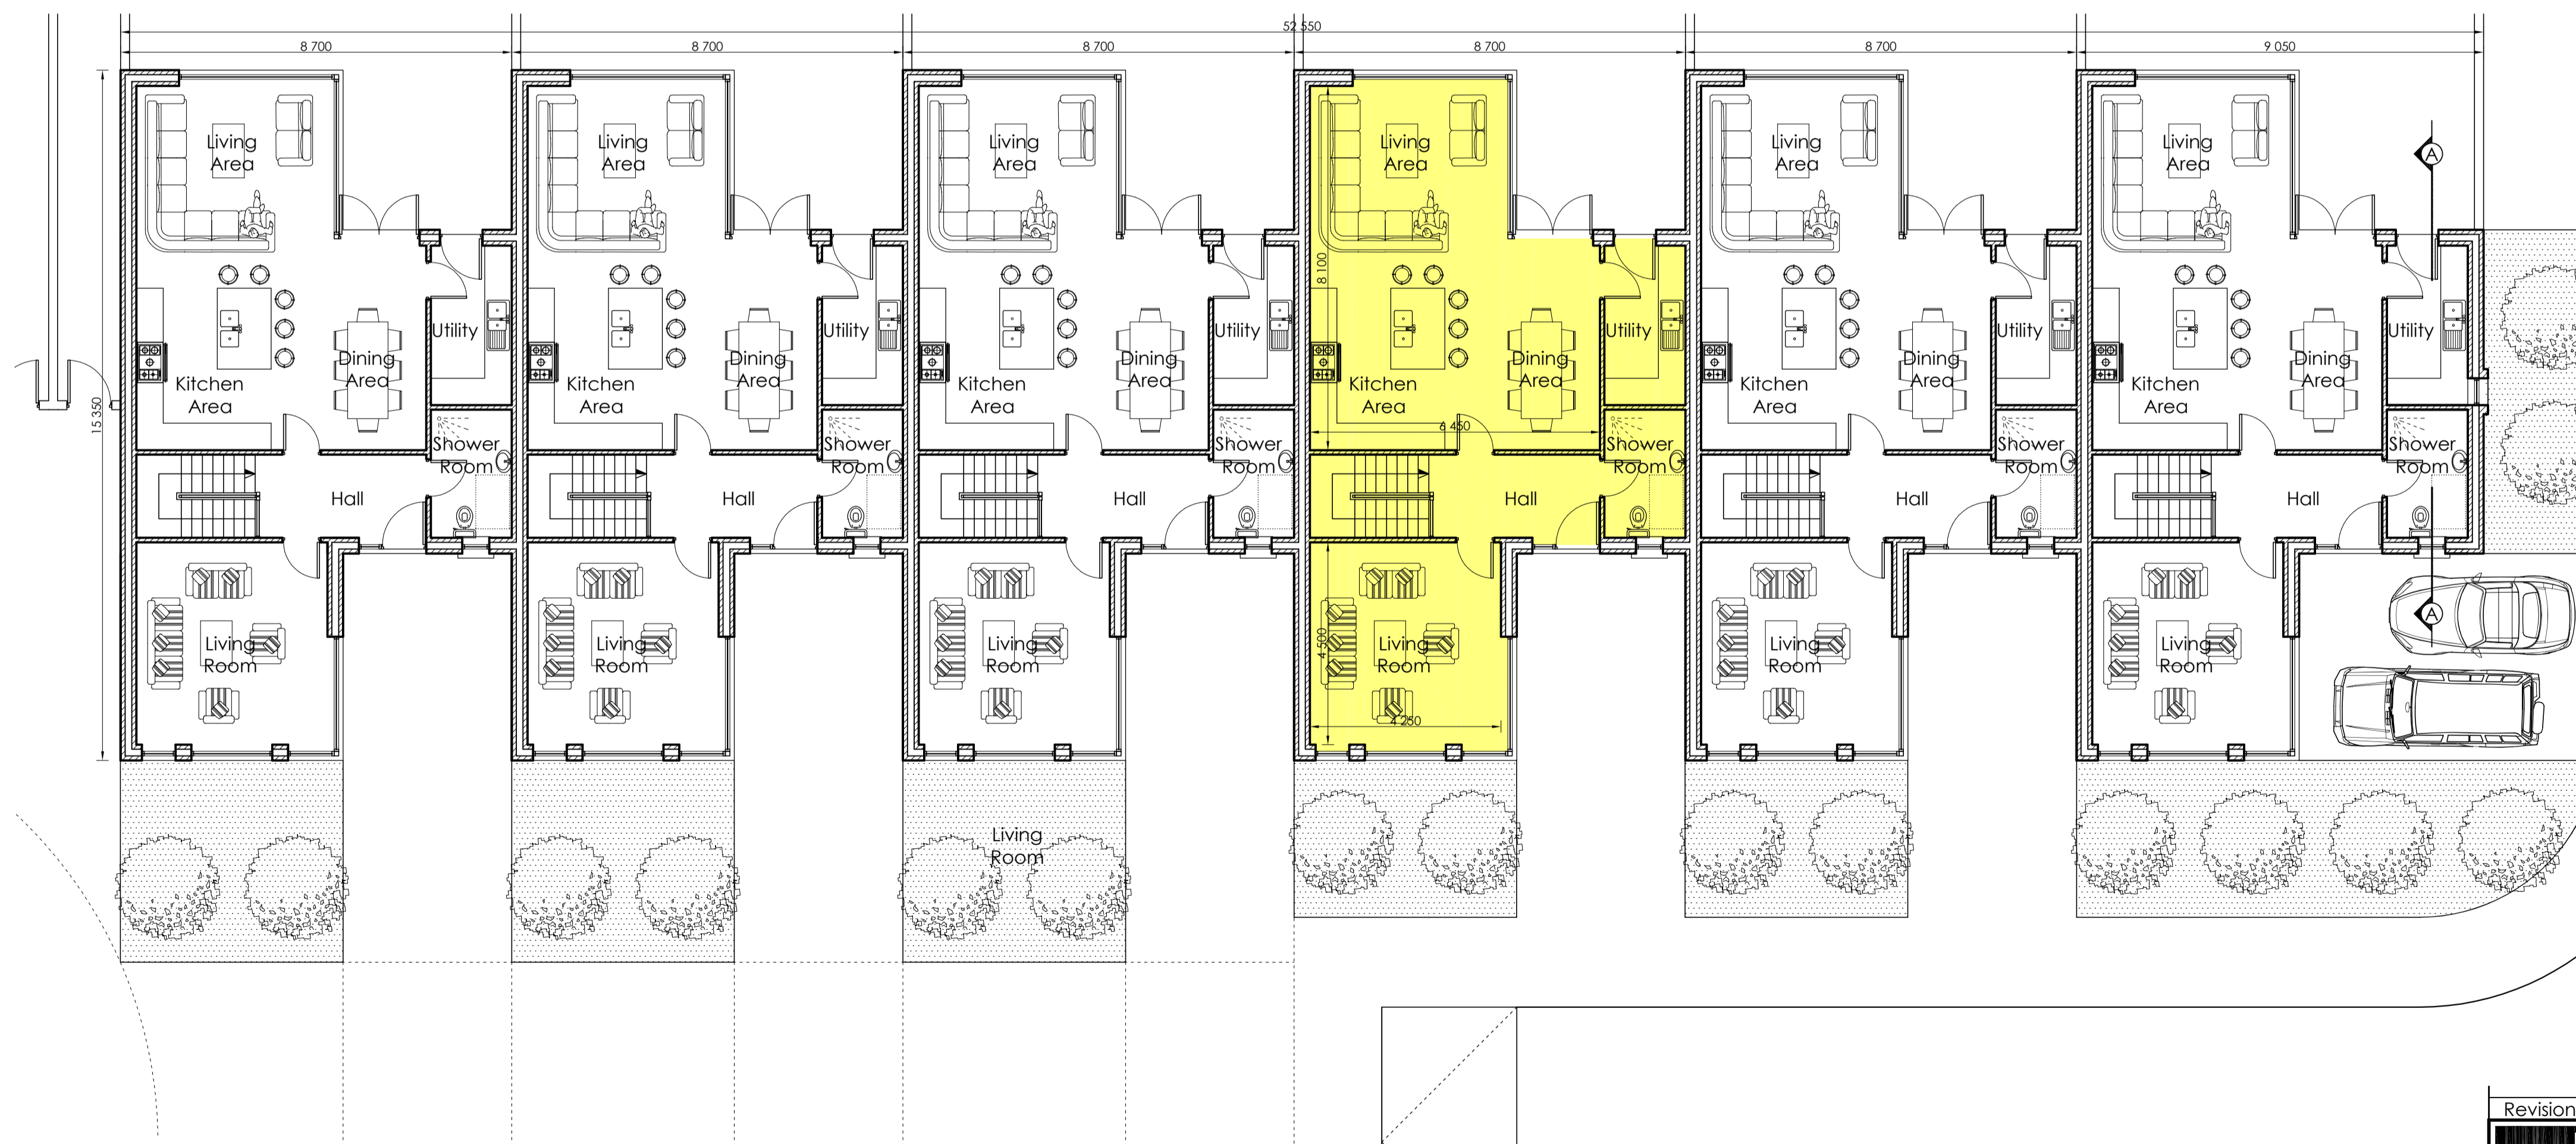 52 550
8 700
8 700
8 700
8 700
8 700
9 050
15 350
Living
Area
Living
Area
Living
Area
Living
Area
Living
Area
Living
Area
A
8 100
Utility
Utility
Utility
Utility
Utility
Utility
Dining
Area
Dining
Area
Dining
Area
Dining
Area
Dining
Area
Dining
Area
Kitchen
Area
Kitchen
Area
Kitchen
Area
Kitchen
Area
Kitchen
Area
Kitchen
Area
6 450
Shower
Room
Shower
Room
Shower
Room
Shower
Room
Shower
Room
Shower
Room
Hall
Hall
Hall
Hall
Hall
Hall
A
Living
Room
Living
Room
Living
Room
4 500
Living
Room
Living
Room
Living
Room
4 250
Living
Room
Revision